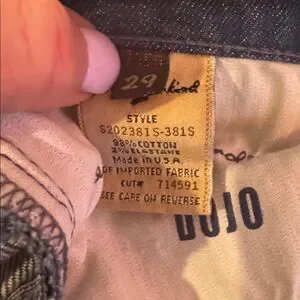 29
STYLE
S202381S-381S
98% COTTON
2% ELASTANE
Made in U.S.A.
OF IMPORTED FABRIC
CUT# 714591
SEE CARE ON REVERSE
DOJO